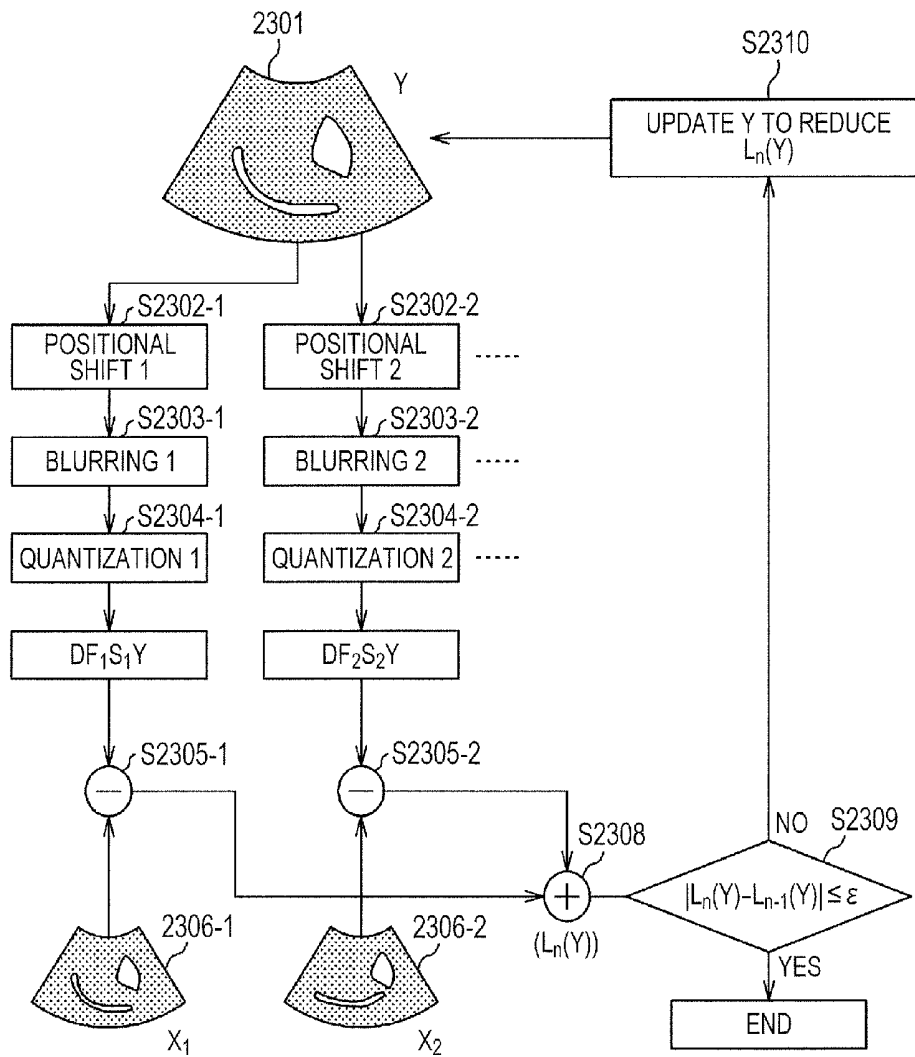 2301
Y
S2310
UPDATE Y TO REDUCE
Lₙ(Y)
S2302-1
POSITIONAL
SHIFT 1
S2302-2
POSITIONAL
SHIFT 2
.....
S2303-1
BLURRING 1
S2303-2
BLURRING 2
.....
S2304-1
QUANTIZATION 1
S2304-2
QUANTIZATION 2
.....
DF₁S₁Y
DF₂S₂Y
S2305-1
−
S2305-2
−
S2308
+
(Lₙ(Y))
NO
S2309
|Lₙ(Y)−Lₙ₋₁(Y)| ≤ ε
YES
END
2306-1
X₁
2306-2
X₂